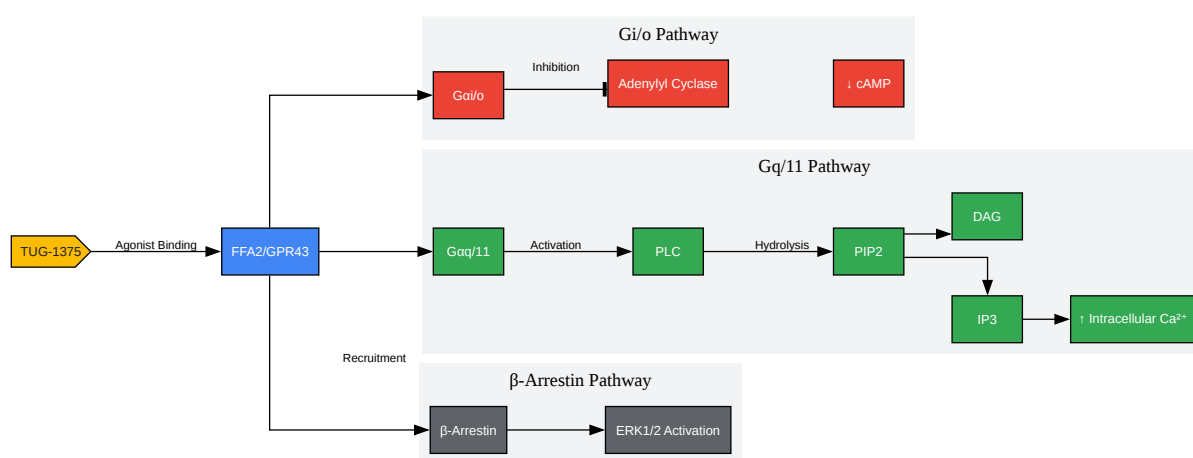 Gi/o Pathway
Inhibition
Gαi/o
Adenylyl Cyclase
↓ cAMP
Gq/11 Pathway
TUG-1375
Agonist Binding
FFA2/GPR43
Gαq/11
Activation
PLC
Hydrolysis
PIP2
DAG
IP3
↑ Intracellular Ca²⁺
Recruitment
β-Arrestin Pathway
β-Arrestin
ERK1/2 Activation